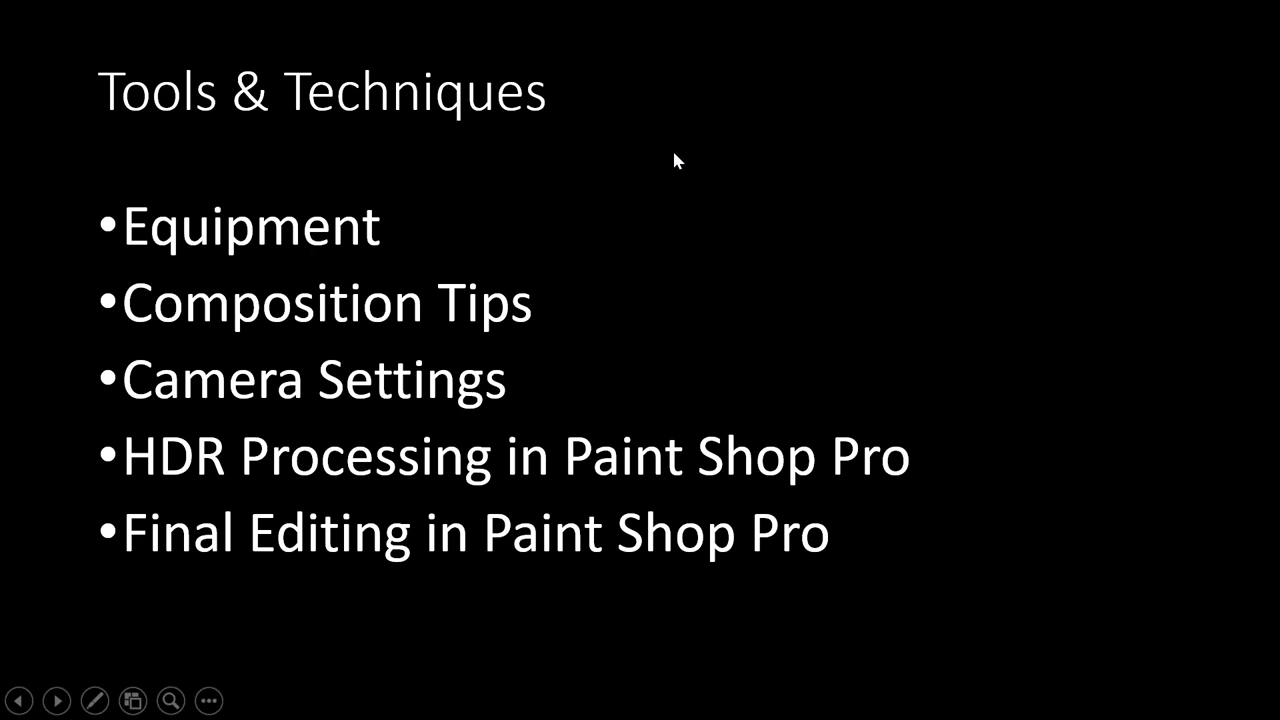 Tools & Techniques
•Equipment
•Composition Tips
•Camera Settings
•HDR Processing in Paint Shop Pro
•Final Editing in Paint Shop Pro